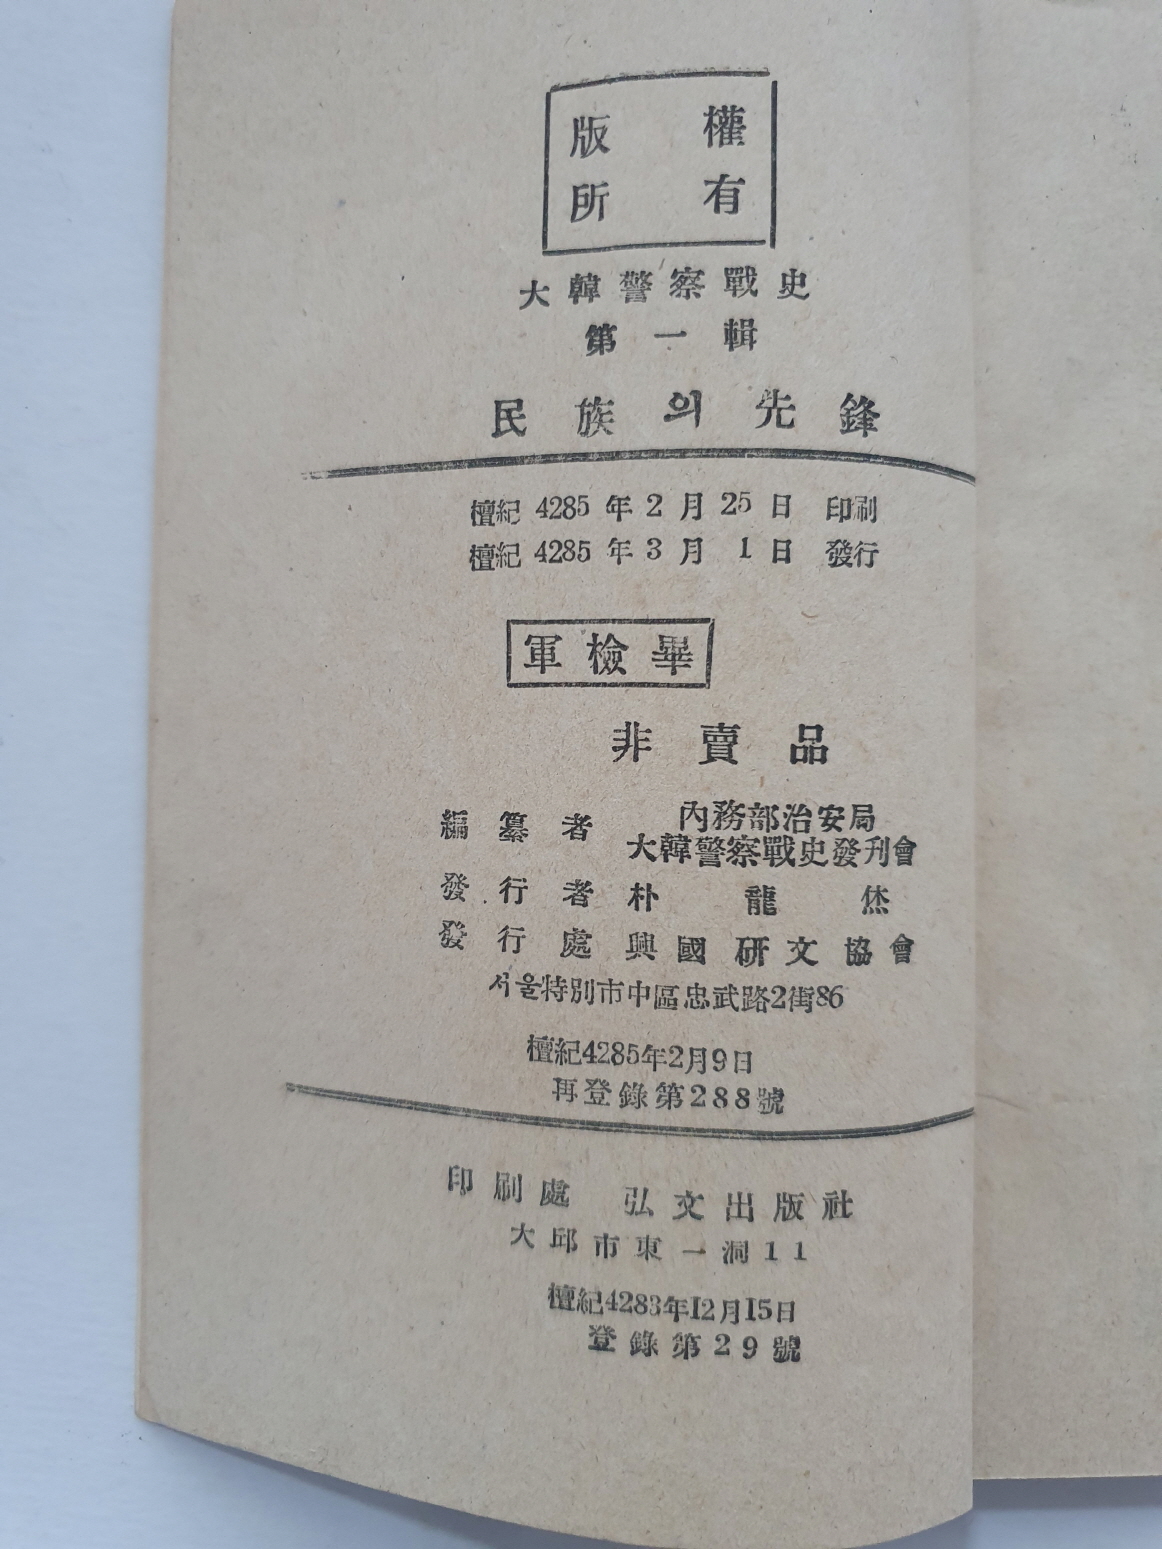 版權
所有
大韓警察戰史
第一輯
民族의先鋒
檀紀 4285 年 2 月 25 日 印刷
檀紀 4285 年 3 月 1 日 發行
軍檢畢
非賣品
編纂者 內務部治安局
大韓警察戰史發刊會
發行者 朴龍烋
發行處 興國研文協會
서울特別市中區忠武路2街86
檀紀4285年2月9日
再登錄第288號
印刷處 弘文出版社
大邱市東一洞11
檀紀4283年12月15日
登錄第29號